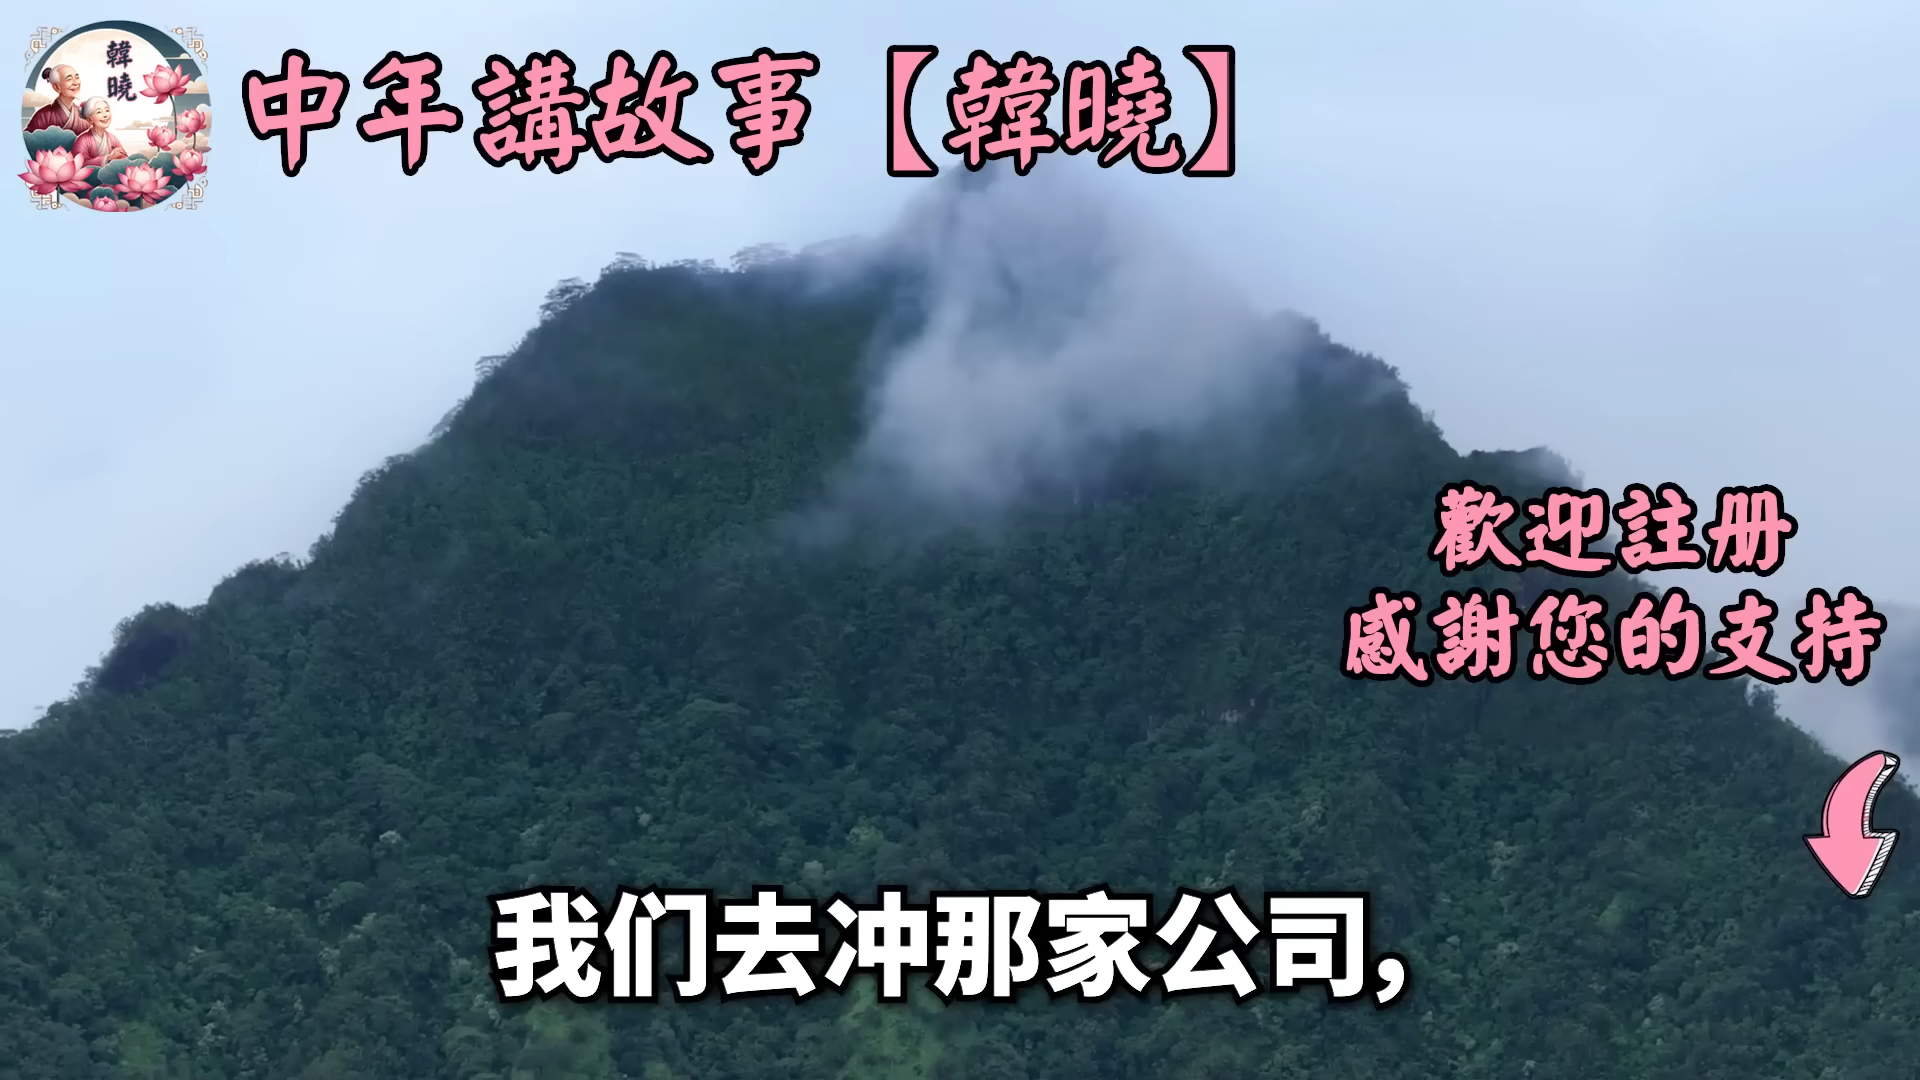 韓曉
中年講故事【韓曉】
歡迎註册
感謝您的支持
我们去冲那家公司,